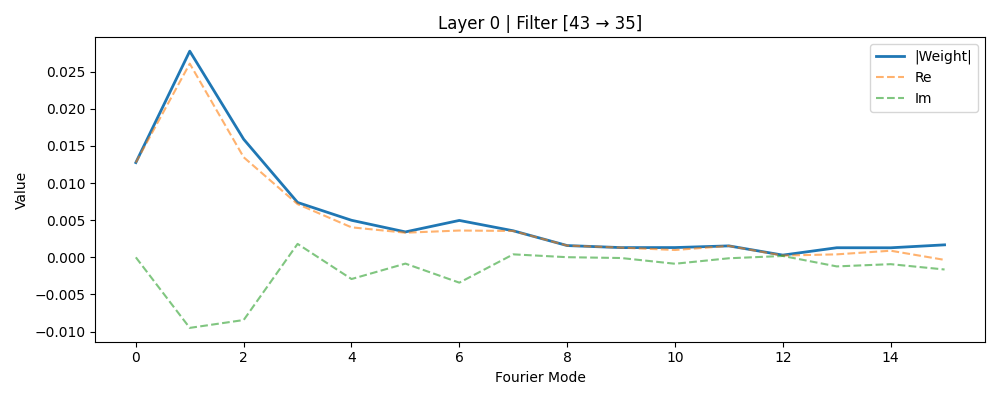 Layer 0 | Filter [43 → 35]
Value
0.025
0.020
0.015
0.010
0.005
0.000
−0.005
−0.010
|Weight|
Re
Im
0 2 4 6 8 10 12 14
Fourier Mode